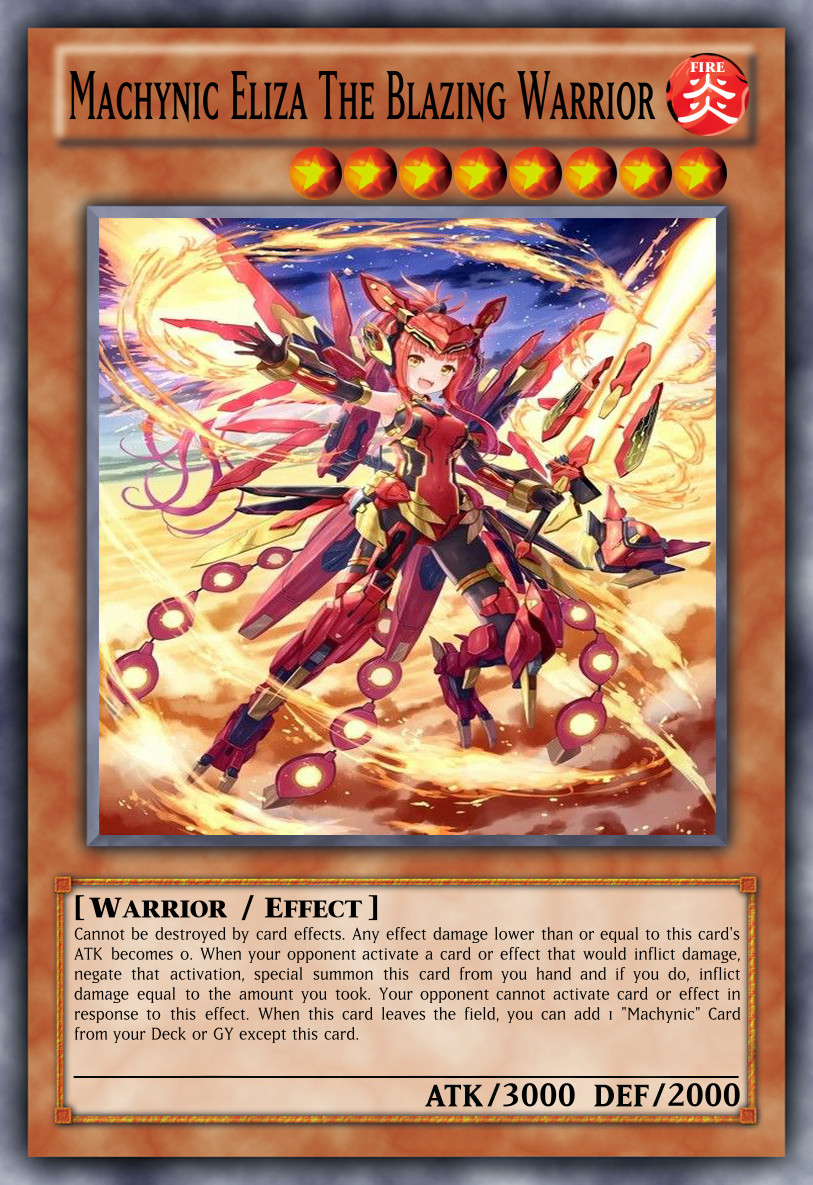 Machynic Eliza The Blazing Warrior
FIRE
炎
[ Warrior / Effect ]
Cannot be destroyed by card effects. Any effect damage lower than or equal to this card's
ATK becomes 0. When your opponent activate a card or effect that would inflict damage,
negate that activation, special summon this card from you hand and if you do, inflict
damage equal to the amount you took. Your opponent cannot activate card or effect in
response to this effect. When this card leaves the field, you can add 1 "Machynic" Card
from your Deck or GY except this card.
ATK/3000 DEF/2000